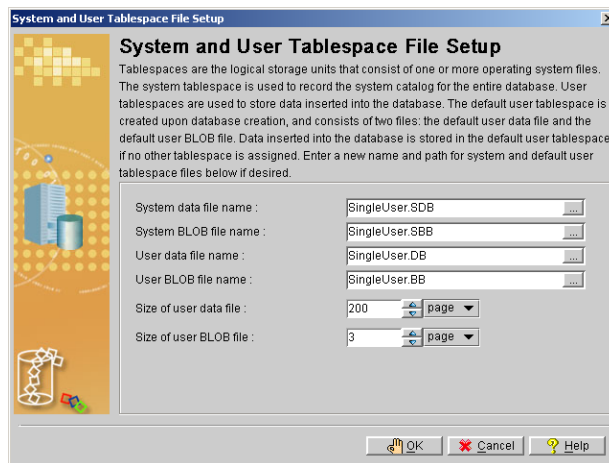 System and User Tablespace File Setup
System and User Tablespace File Setup
Tablespaces are the logical storage units that consist of one or more operating system files.
The system tablespace is used to record the system catalog for the entire database. User
tablespaces are used to store data inserted into the database. The default user tablespace is
created upon database creation, and consists of two files: the default user data file and the
default user BLOB file. Data inserted into the database is stored in the default user tablespace
if no other tablespace is assigned. Enter a new name and path for system and default user
tablespace files below if desired.
System data file name : SingleUser.SDB ...
System BLOB file name : SingleUser.SBB ...
User data file name : SingleUser.DB ...
User BLOB file name : SingleUser.BB ...
Size of user data file : 200 page
Size of user BLOB file : 3 page
OK Cancel ? Help